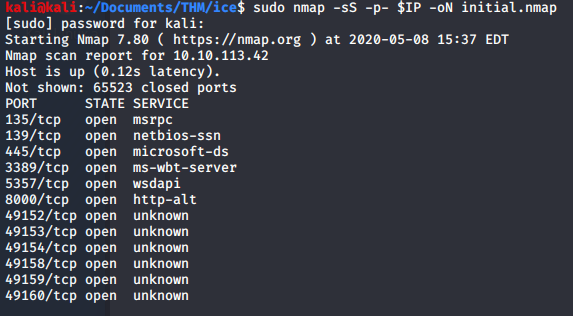 kali@kali:~/Documents/THM/ice$ sudo nmap -sS -p- $IP -oN initial.nmap
[sudo] password for kali:
Starting Nmap 7.80 ( https://nmap.org ) at 2020-05-08 15:37 EDT
Nmap scan report for 10.10.113.42
Host is up (0.12s latency).
Not shown: 65523 closed ports
PORT      STATE SERVICE
135/tcp   open  msrpc
139/tcp   open  netbios-ssn
445/tcp   open  microsoft-ds
3389/tcp  open  ms-wbt-server
5357/tcp  open  wsdapi
8000/tcp  open  http-alt
49152/tcp open  unknown
49153/tcp open  unknown
49154/tcp open  unknown
49158/tcp open  unknown
49159/tcp open  unknown
49160/tcp open  unknown